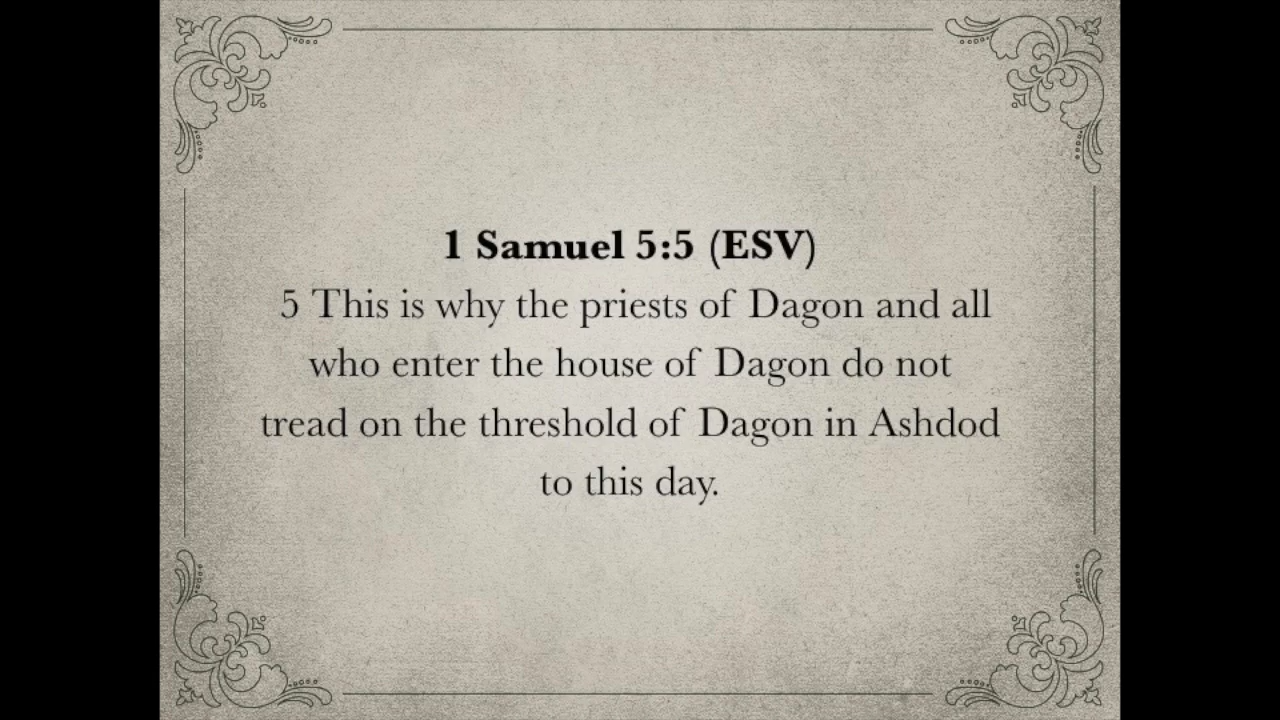 1 Samuel 5:5 (ESV)
5 This is why the priests of Dagon and all
who enter the house of Dagon do not
tread on the threshold of Dagon in Ashdod
to this day.